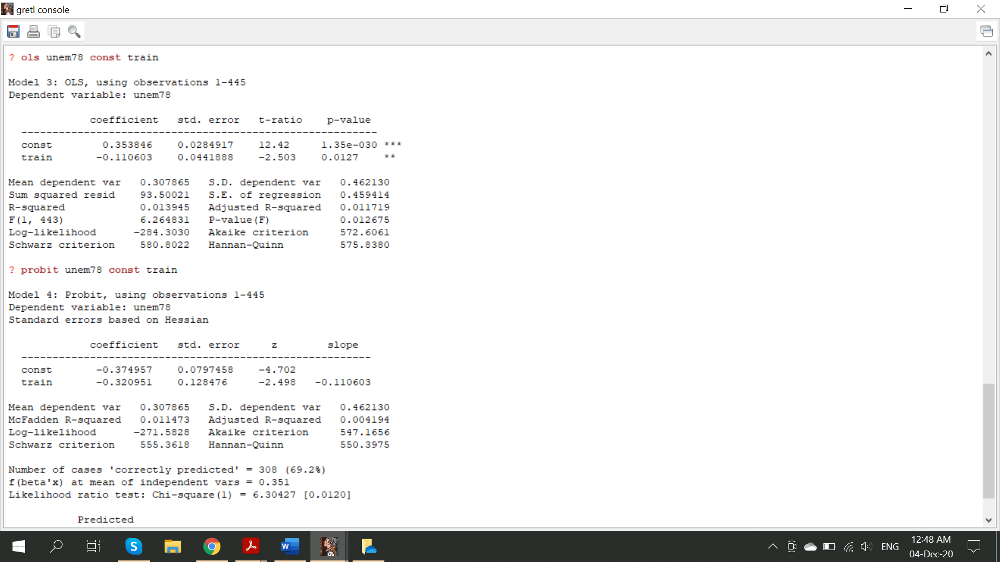 gretl console
? ols unem78 const train
Model 3: OLS, using observations 1-445
Dependent variable: unem78
coefficient std. error t-ratio p-value
---------------------------------------------------------
const 0.353846 0.0284917 12.42 1.35e-030 ***
train -0.110603 0.0441888 -2.503 0.0127 **
Mean dependent var 0.307865 S.D. dependent var 0.462130
Sum squared resid 93.50021 S.E. of regression 0.459414
R-squared 0.013945 Adjusted R-squared 0.011719
F(1, 443) 6.264831 P-value(F) 0.012675
Log-likelihood -284.3030 Akaike criterion 572.6061
Schwarz criterion 580.8022 Hannan-Quinn 575.8380
? probit unem78 const train
Model 4: Probit, using observations 1-445
Dependent variable: unem78
Standard errors based on Hessian
coefficient std. error z slope
--------------------------------------------------------
const -0.374957 0.0797458 -4.702
train -0.320951 0.128476 -2.498 -0.110603
Mean dependent var 0.307865 S.D. dependent var 0.462130
McFadden R-squared 0.011473 Adjusted R-squared 0.004194
Log-likelihood -271.5828 Akaike criterion 547.1656
Schwarz criterion 555.3618 Hannan-Quinn 550.3975
Number of cases 'correctly predicted' = 308 (69.2%)
f(beta'x) at mean of independent vars = 0.351
Likelihood ratio test: Chi-square(1) = 6.30427 [0.0120]
Predicted
ENG
12:48 AM
04-Dec-20